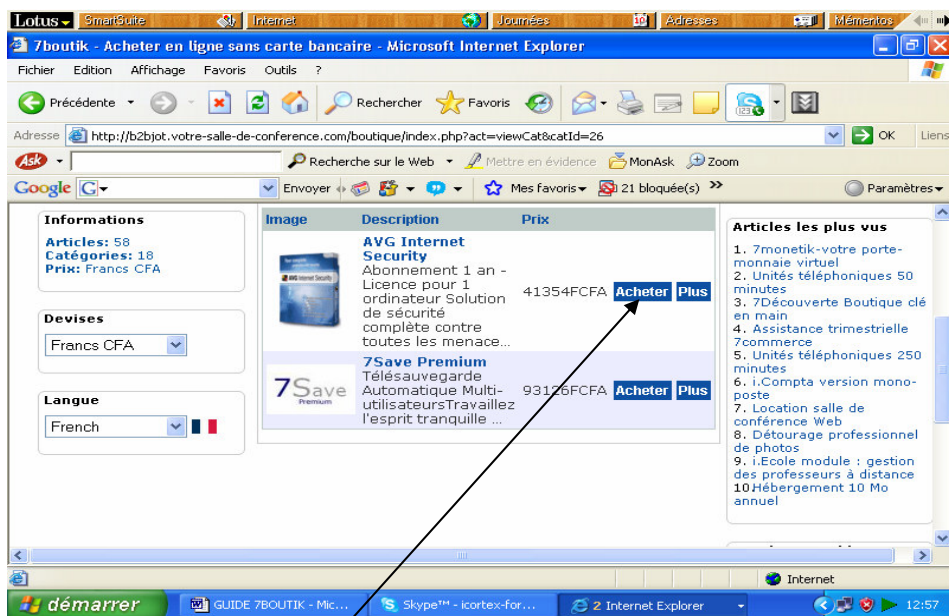 Lotus SmartSuite Internet Journées 10 Adresses Mémentos
7boutik - Acheter en ligne sans carte bancaire - Microsoft Internet Explorer
Fichier Edition Affichage Favoris Outils ?
Précédente Rechercher Favoris
Adresse http://b2bjot.votre-salle-de-conference.com/boutique/index.php?act=viewCat&catId=26 OK Liens
Ask Recherche sur le Web Mettre en évidence MonAsk Zoom
Google G Envoyer Mes favoris 21 bloquée(s) Paramètres
Informations
Articles: 58
Catégories: 18
Prix: Francs CFA
Devises
Francs CFA
Langue
French
Image Description Prix
AVG Internet
Security
Abonnement 1 an -
Licence pour 1
ordinateur Solution
de sécurité
complète contre
toutes les menace...
41354FCFA Acheter Plus
7Save Premium
7Save
Premium
Télésauvegarde
Automatique Multi-
utilisateursTravaillez
l'esprit tranquille ...
93126FCFA Acheter Plus
Articles les plus vus
1. 7monetik-votre porte-
monnaie virtuel
2. Unités téléphoniques 50
minutes
3. 7Découverte Boutique clé
en main
4. Assistance trimestrielle
7commerce
5. Unités téléphoniques 250
minutes
6. i.Compta version mono-
poste
7. Location salle de
conférence Web
8. Détourage professionnel
de photos
9. i.Ecole module : gestion
des professeurs à distance
10.Hébergement 10 Mo
annuel
Internet
démarrer GUIDE 7BOUTIK - Mic... Skype™ - icortex-for... 2 Internet Explorer 12:57